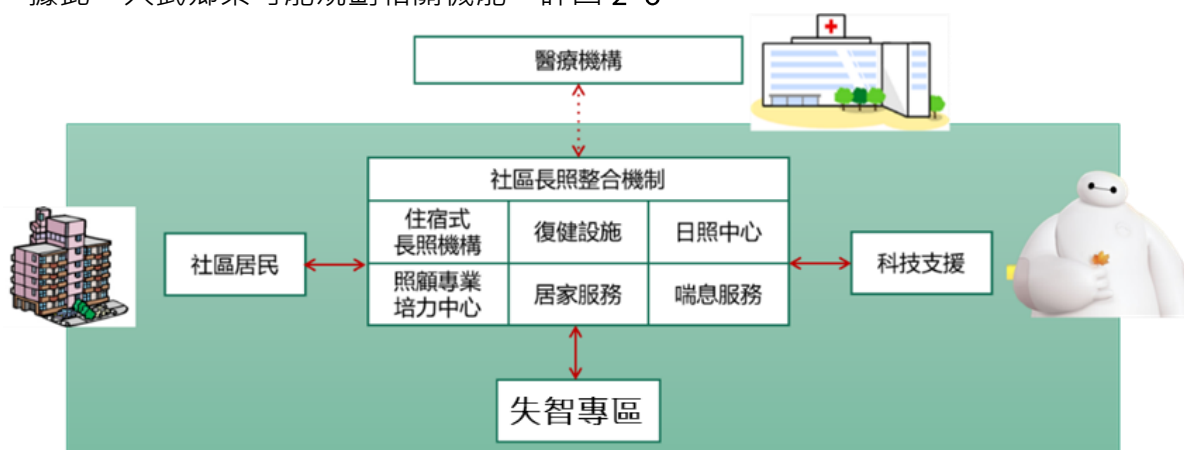 醫療機構
社區長照整合機制
住宿式
長照機構
復健設施
日照中心
社區居民
科技支援
照顧專業
培力中心
居家服務
喘息服務
失智專區